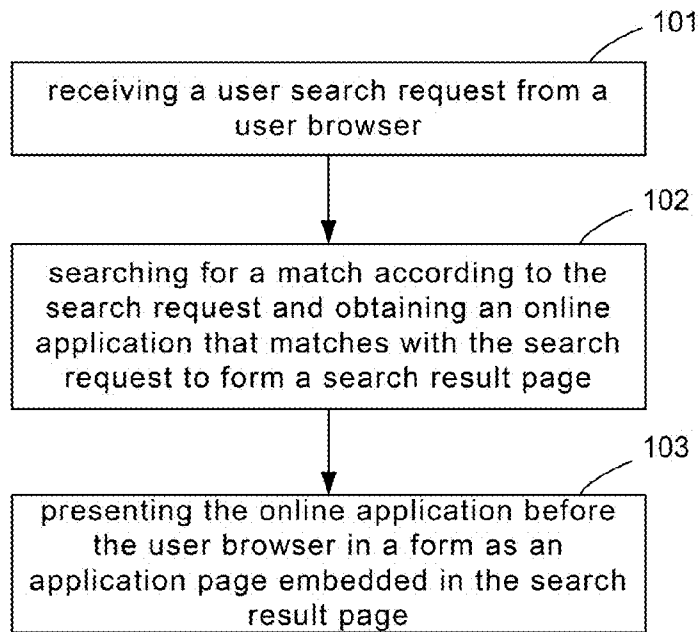 101
receiving a user search request from a
user browser
102
searching for a match according to the
search request and obtaining an online
application that matches with the search
request to form a search result page
103
presenting the online application before
the user browser in a form as an
application page embedded in the search
result page